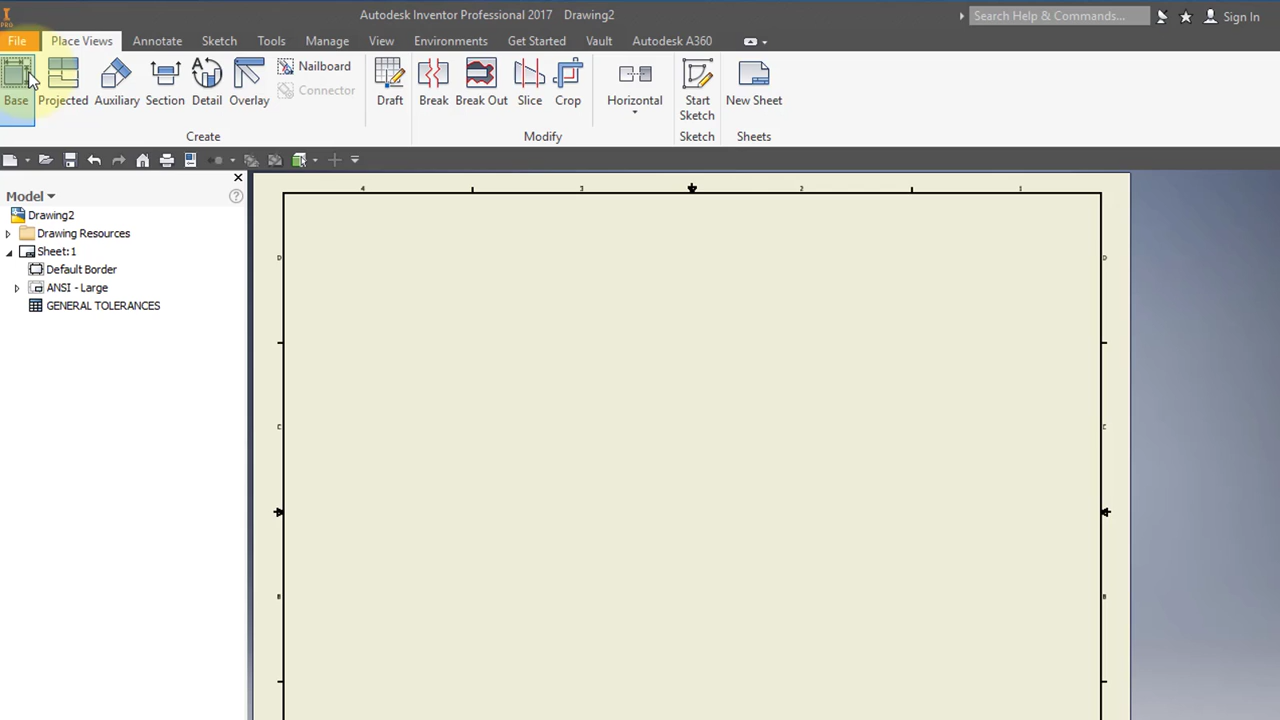 Autodesk Inventor Professional 2017 Drawing2
Search Help & Commands... Sign In
PRO
File Place Views Annotate Sketch Tools Manage View Environments Get Started Vault Autodesk A360
Base Projected Auxiliary Section Detail Overlay
Nailboard
Connector
Draft Break Break Out Slice Crop Horizontal Start Sketch New Sheet
Create Modify Sketch Sheets
Model
Drawing2
Drawing Resources
Sheet:1
Default Border
ANSI - Large
GENERAL TOLERANCES
4 3 2 1
D D
C C
B B